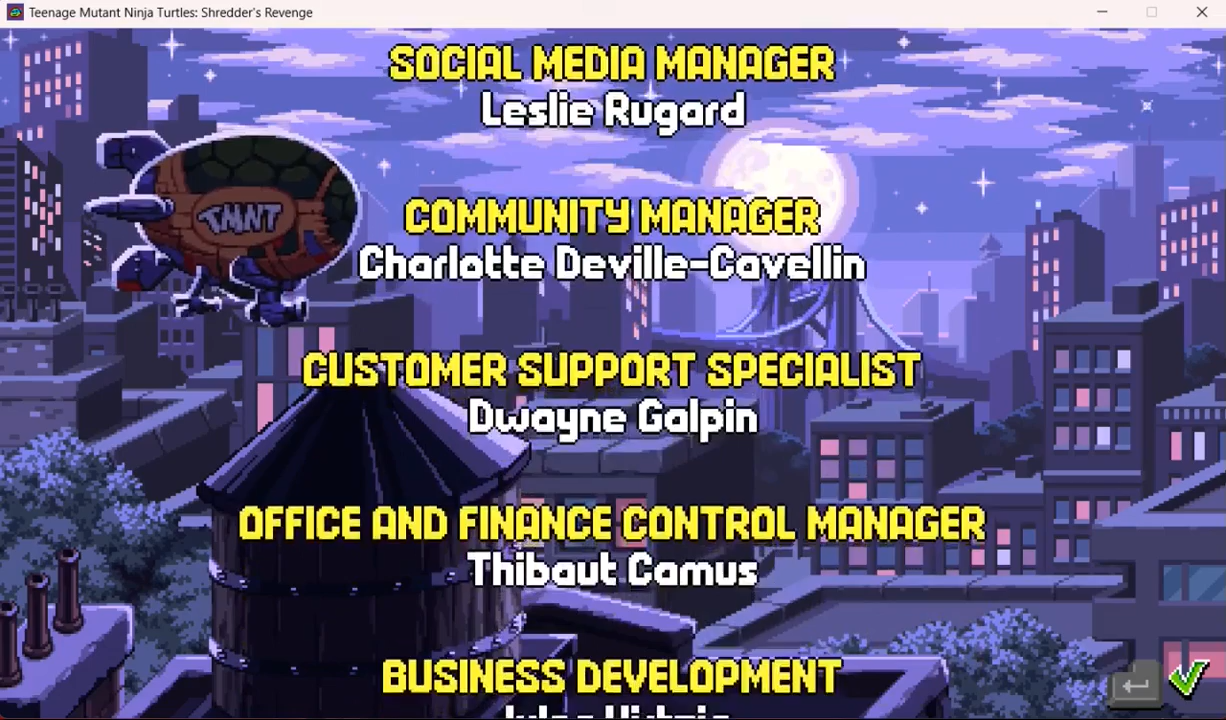 Teenage Mutant Ninja Turtles: Shredder's Revenge
SOCIAL MEDIA MANAGER
Leslie Rugard
TMNT
COMMUNITY MANAGER
Charlotte Deville-Cavellin
CUSTOMER SUPPORT SPECIALIST
Dwayne Galpin
OFFICE AND FINANCE CONTROL MANAGER
Thibaut Camus
BUSINESS DEVELOPMENT